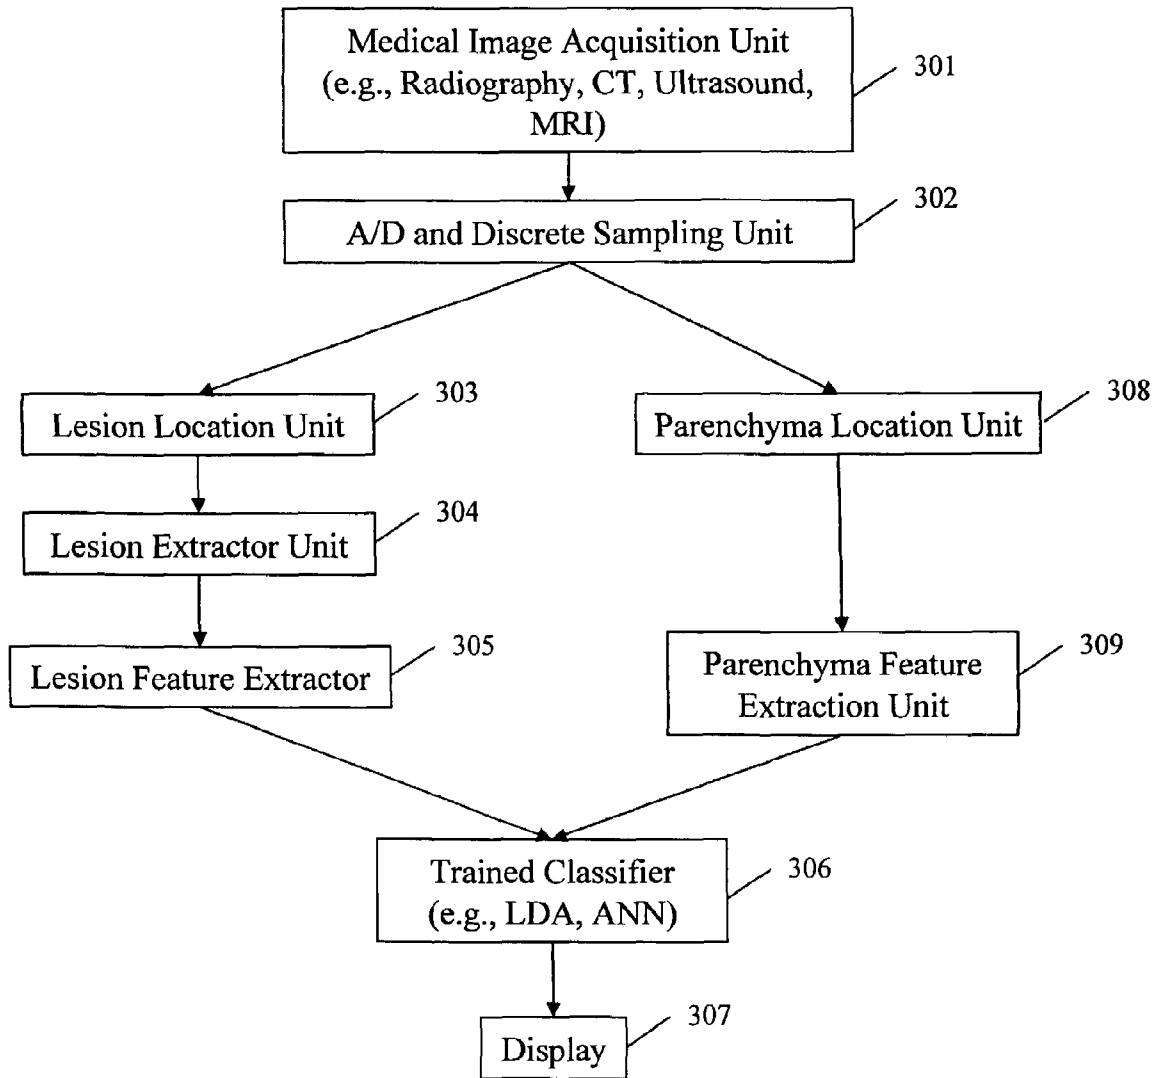 Medical Image Acquisition Unit
(e.g., Radiography, CT, Ultrasound,
MRI)
301
A/D and Discrete Sampling Unit
302
Lesion Location Unit
303
Parenchyma Location Unit
308
Lesion Extractor Unit
304
Lesion Feature Extractor
305
Parenchyma Feature
Extraction Unit
309
Trained Classifier
(e.g., LDA, ANN)
306
Display
307